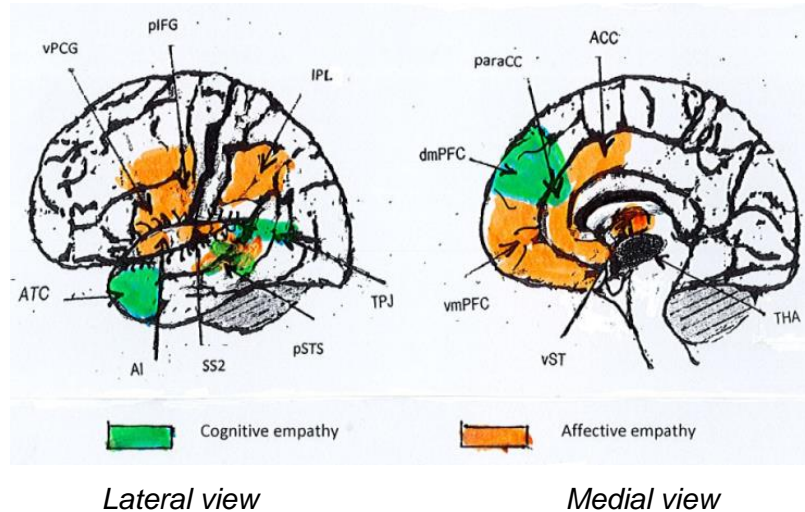 pIFG
vPCG
IPL
ATC
AI
SS2
pSTS
TPJ
ACC
paraCC
dmPFC
vmPFC
vST
THA
Cognitive empathy
Affective empathy
Lateral view
Medial view